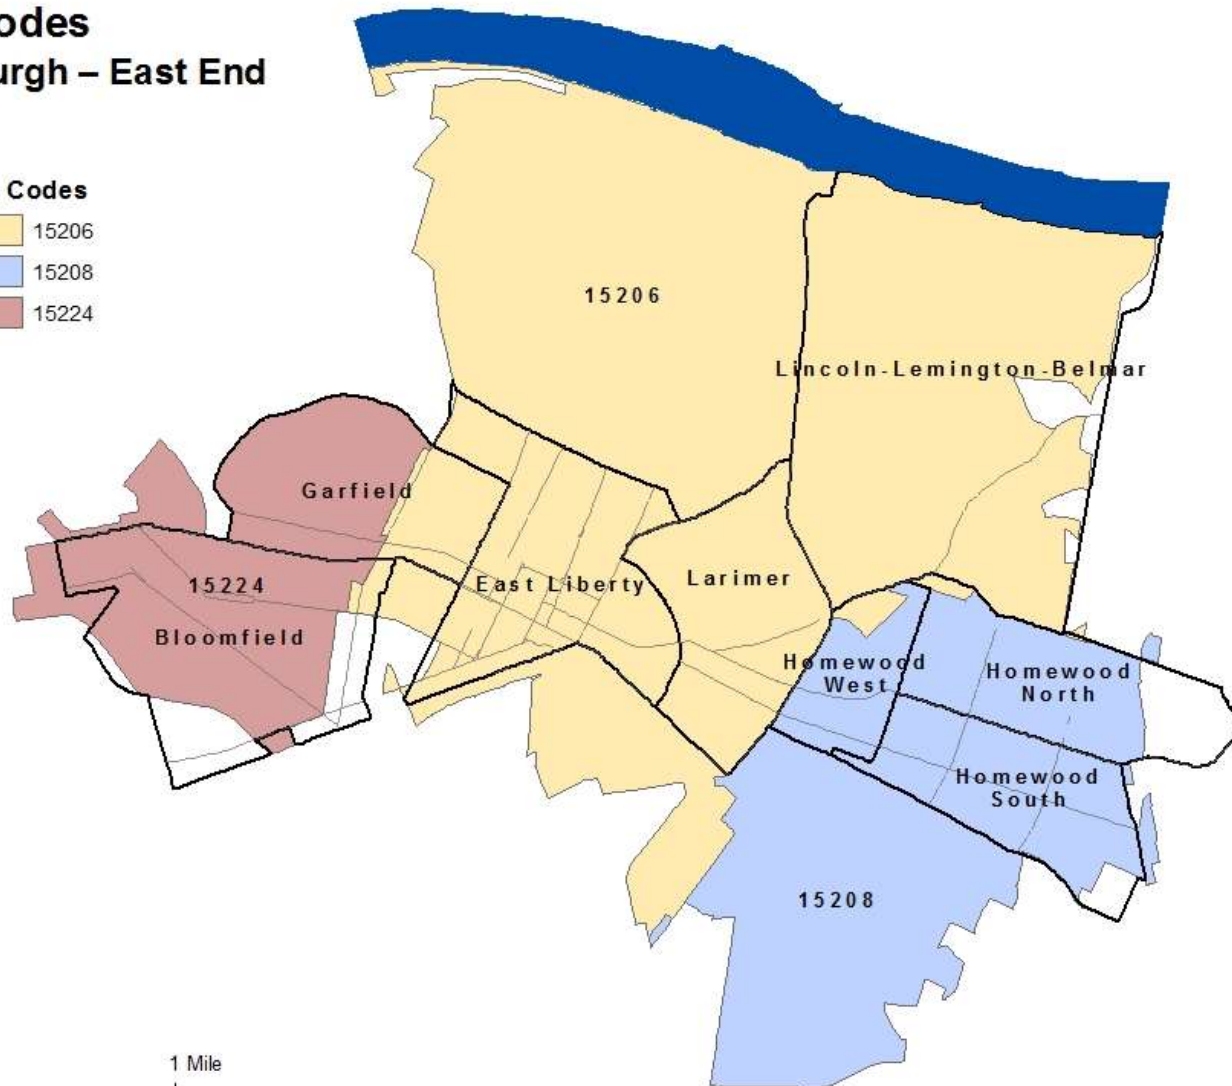 odes
urgh – East End
Codes
15206
15208
15224
15206
Lincoln-Lemington-Belmar
Garfield
15224
East Liberty
Larimer
Bloomfield
Homewood
West
Homewood
North
Homewood
South
15208
1 Mile